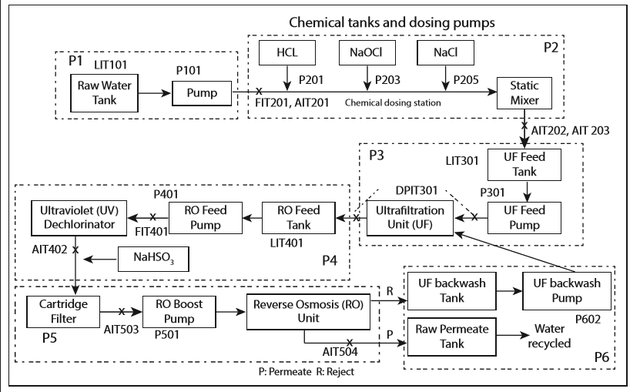 Chemical tanks and dosing pumps
P1
LIT101
Raw Water
Tank
P101
Pump
P2
HCL
NaOCl
NaCl
P201
P203
P205
FIT201, AIT201
Chemical dosing station
Static
Mixer
AIT202, AIT 203
P3
LIT301
UF Feed
Tank
P301
DPIT301
Ultrafiltration
Unit (UF)
UF Feed
Pump
P401
Ultraviolet (UV)
Dechlorinator
FIT401
RO Feed
Pump
RO Feed
Tank
LIT401
AIT402
NaHSO3
P4
Cartridge
Filter
P5
AIT503
RO Boost
Pump
P501
Reverse Osmosis (RO)
Unit
AIT504
R
P
UF backwash
Tank
UF backwash
Pump
P602
Raw Permeate
Tank
Water
recycled
P6
P: Permeate R: Reject